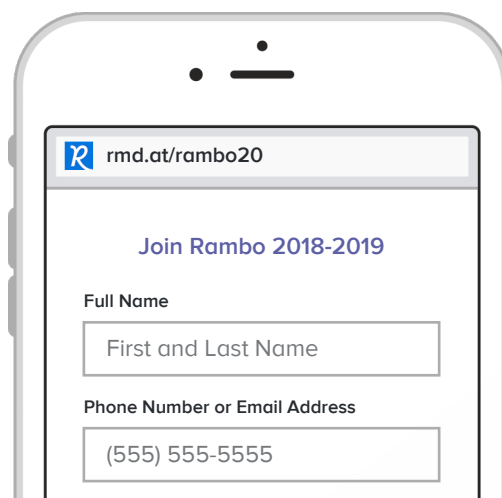 rmd.at/rambo20
Join Rambo 2018-2019
Full Name
First and Last Name
Phone Number or Email Address
(555) 555-5555